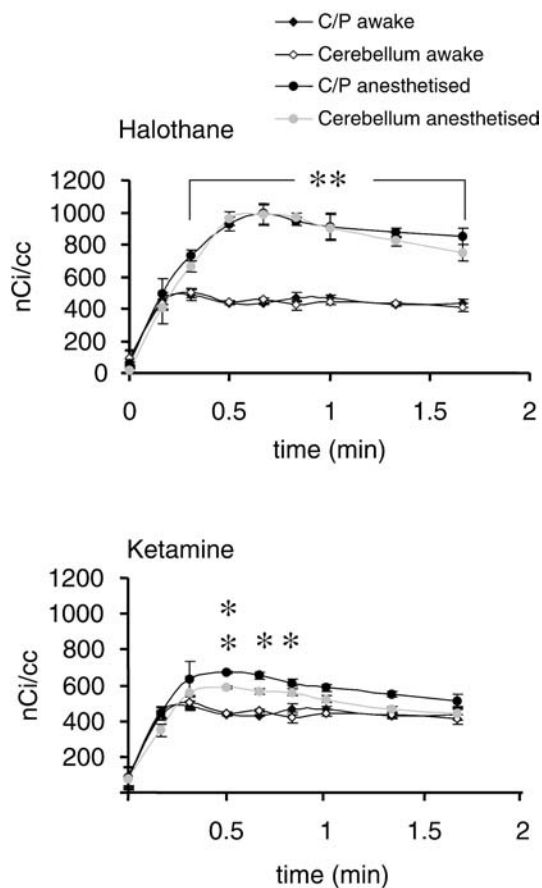 C/P awake
Cerebellum awake
C/P anesthetised
Cerebellum anesthetised
Halothane
**
1200
1000
800
600
400
200
0
nCi/cc
0 0.5 1 1.5 2
time (min)
Ketamine
*
* * *
1200
1000
800
600
400
200
nCi/cc
0.5 1 1.5 2
time (min)